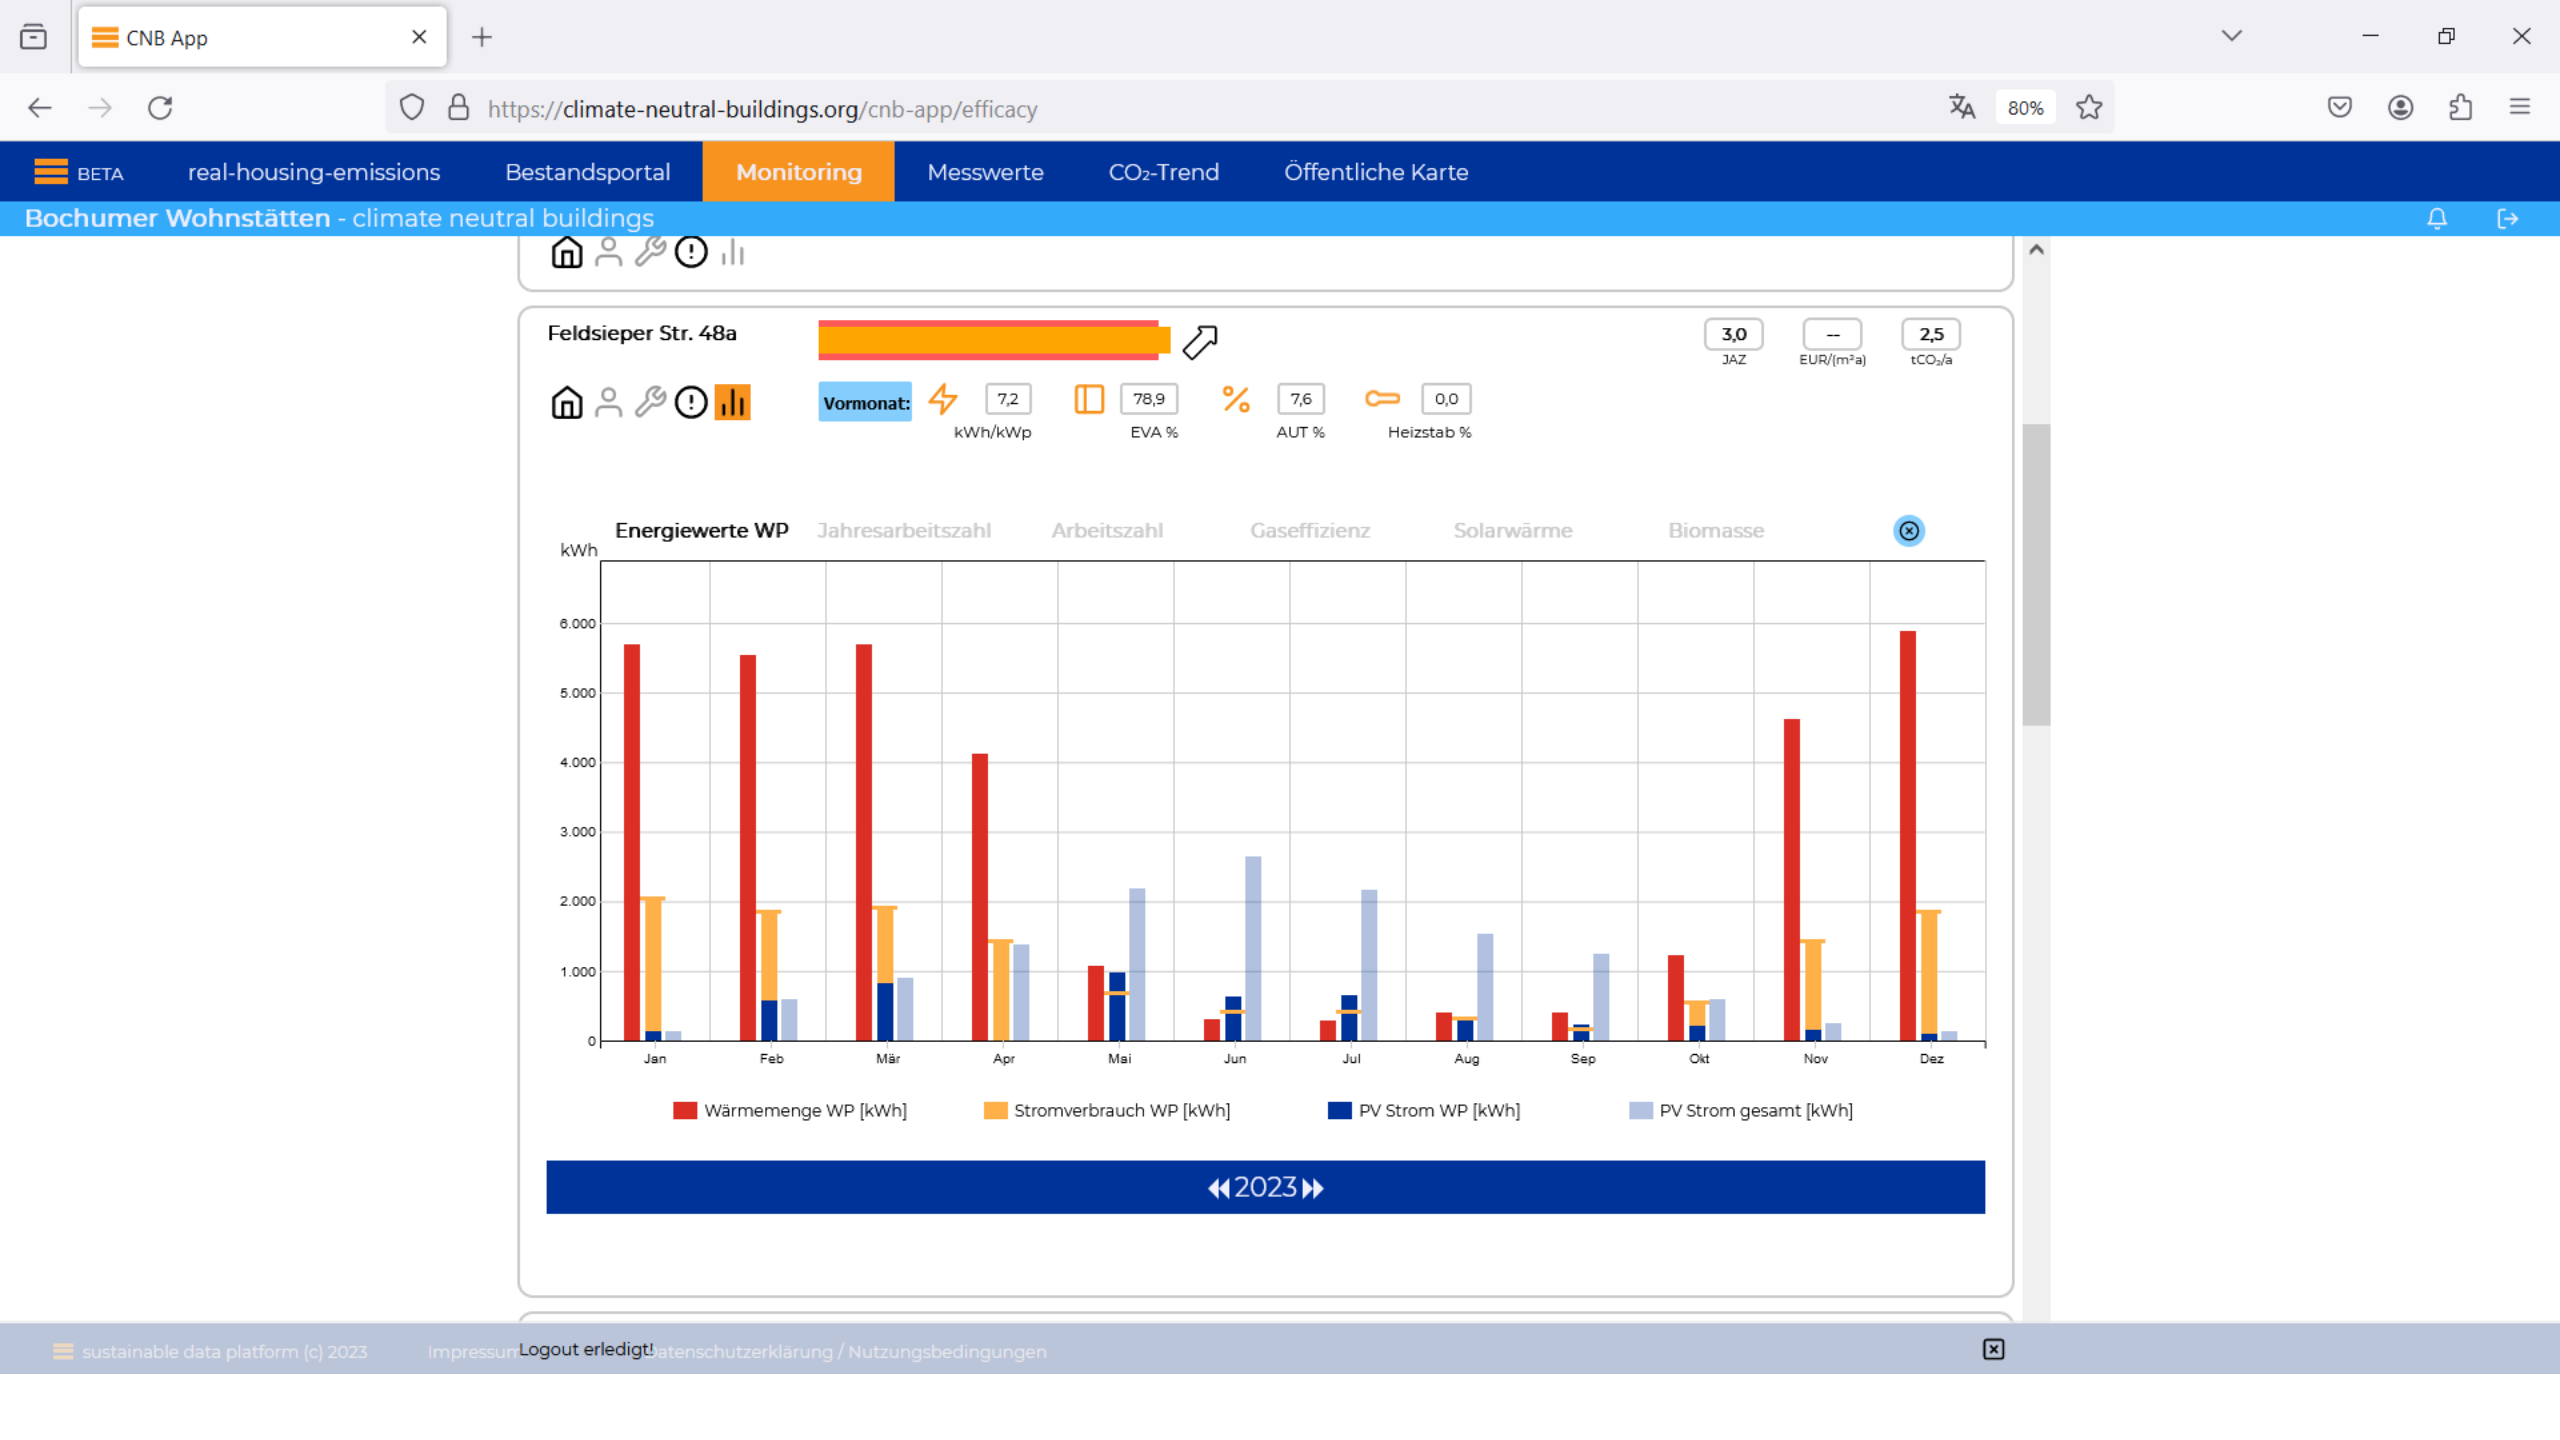 CNB App
https://climate-neutral-buildings.org/cnb-app/efficacy
80%
BETA real-housing-emissions Bestandsportal Monitoring Messwerte CO₂-Trend Öffentliche Karte
Bochumer Wohnstätten - climate neutral buildings
Feldsieper Str. 48a
3,0 -- 2,5
JAZ EUR/(m²a) tCO₂/a
Vormonat: 7,2 78,9 7,6 0,0
kWh/kWp EVA % AUT % Heizstab %
Energiewerte WP Jahresarbeitszahl Arbeitszahl Gaseffizienz Solarwärme Biomasse
kWh
6.000
5.000
4.000
3.000
2.000
1.000
0
Jan Feb Mär Apr Mai Jun Jul Aug Sep Okt Nov Dez
Wärmemenge WP [kWh] Stromverbrauch WP [kWh] PV Strom WP [kWh] PV Strom gesamt [kWh]
2023
sustainable data platform (c) 2023 Impressum Logout erledigt! atenschutzerklärung / Nutzungsbedingungen